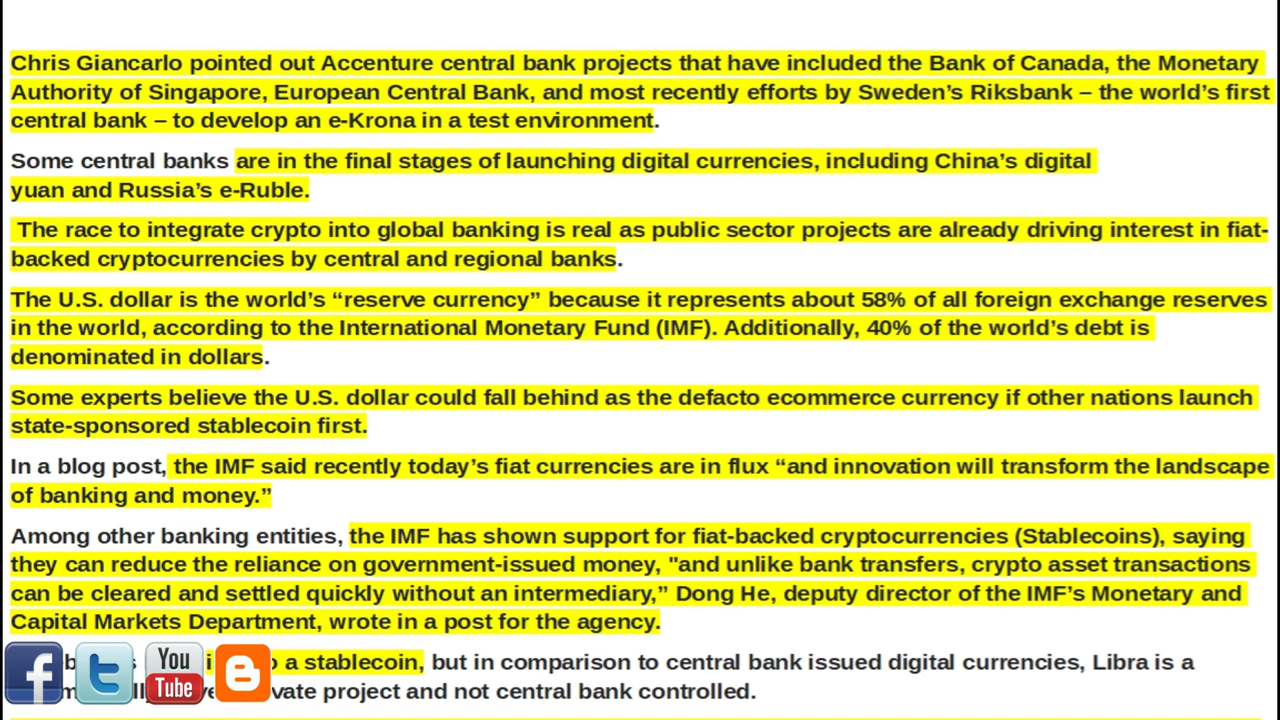 Chris Giancarlo pointed out Accenture central bank projects that have included the Bank of Canada, the Monetary
Authority of Singapore, European Central Bank, and most recently efforts by Sweden’s Riksbank – the world’s first
central bank – to develop an e-Krona in a test environment.
Some central banks are in the final stages of launching digital currencies, including China’s digital
yuan and Russia’s e-Ruble.
The race to integrate crypto into global banking is real as public sector projects are already driving interest in fiat-
backed cryptocurrencies by central and regional banks.
The U.S. dollar is the world’s “reserve currency” because it represents about 58% of all foreign exchange reserves
in the world, according to the International Monetary Fund (IMF). Additionally, 40% of the world’s debt is
denominated in dollars.
Some experts believe the U.S. dollar could fall behind as the defacto ecommerce currency if other nations launch
state-sponsored stablecoin first.
In a blog post, the IMF said recently today’s fiat currencies are in flux “and innovation will transform the landscape
of banking and money.”
Among other banking entities, the IMF has shown support for fiat-backed cryptocurrencies (Stablecoins), saying
they can reduce the reliance on government-issued money, "and unlike bank transfers, crypto asset transactions
can be cleared and settled quickly without an intermediary,” Dong He, deputy director of the IMF’s Monetary and
Capital Markets Department, wrote in a post for the agency.
a stablecoin, but in comparison to central bank issued digital currencies, Libra is a
project and not central bank controlled.
You
Tube